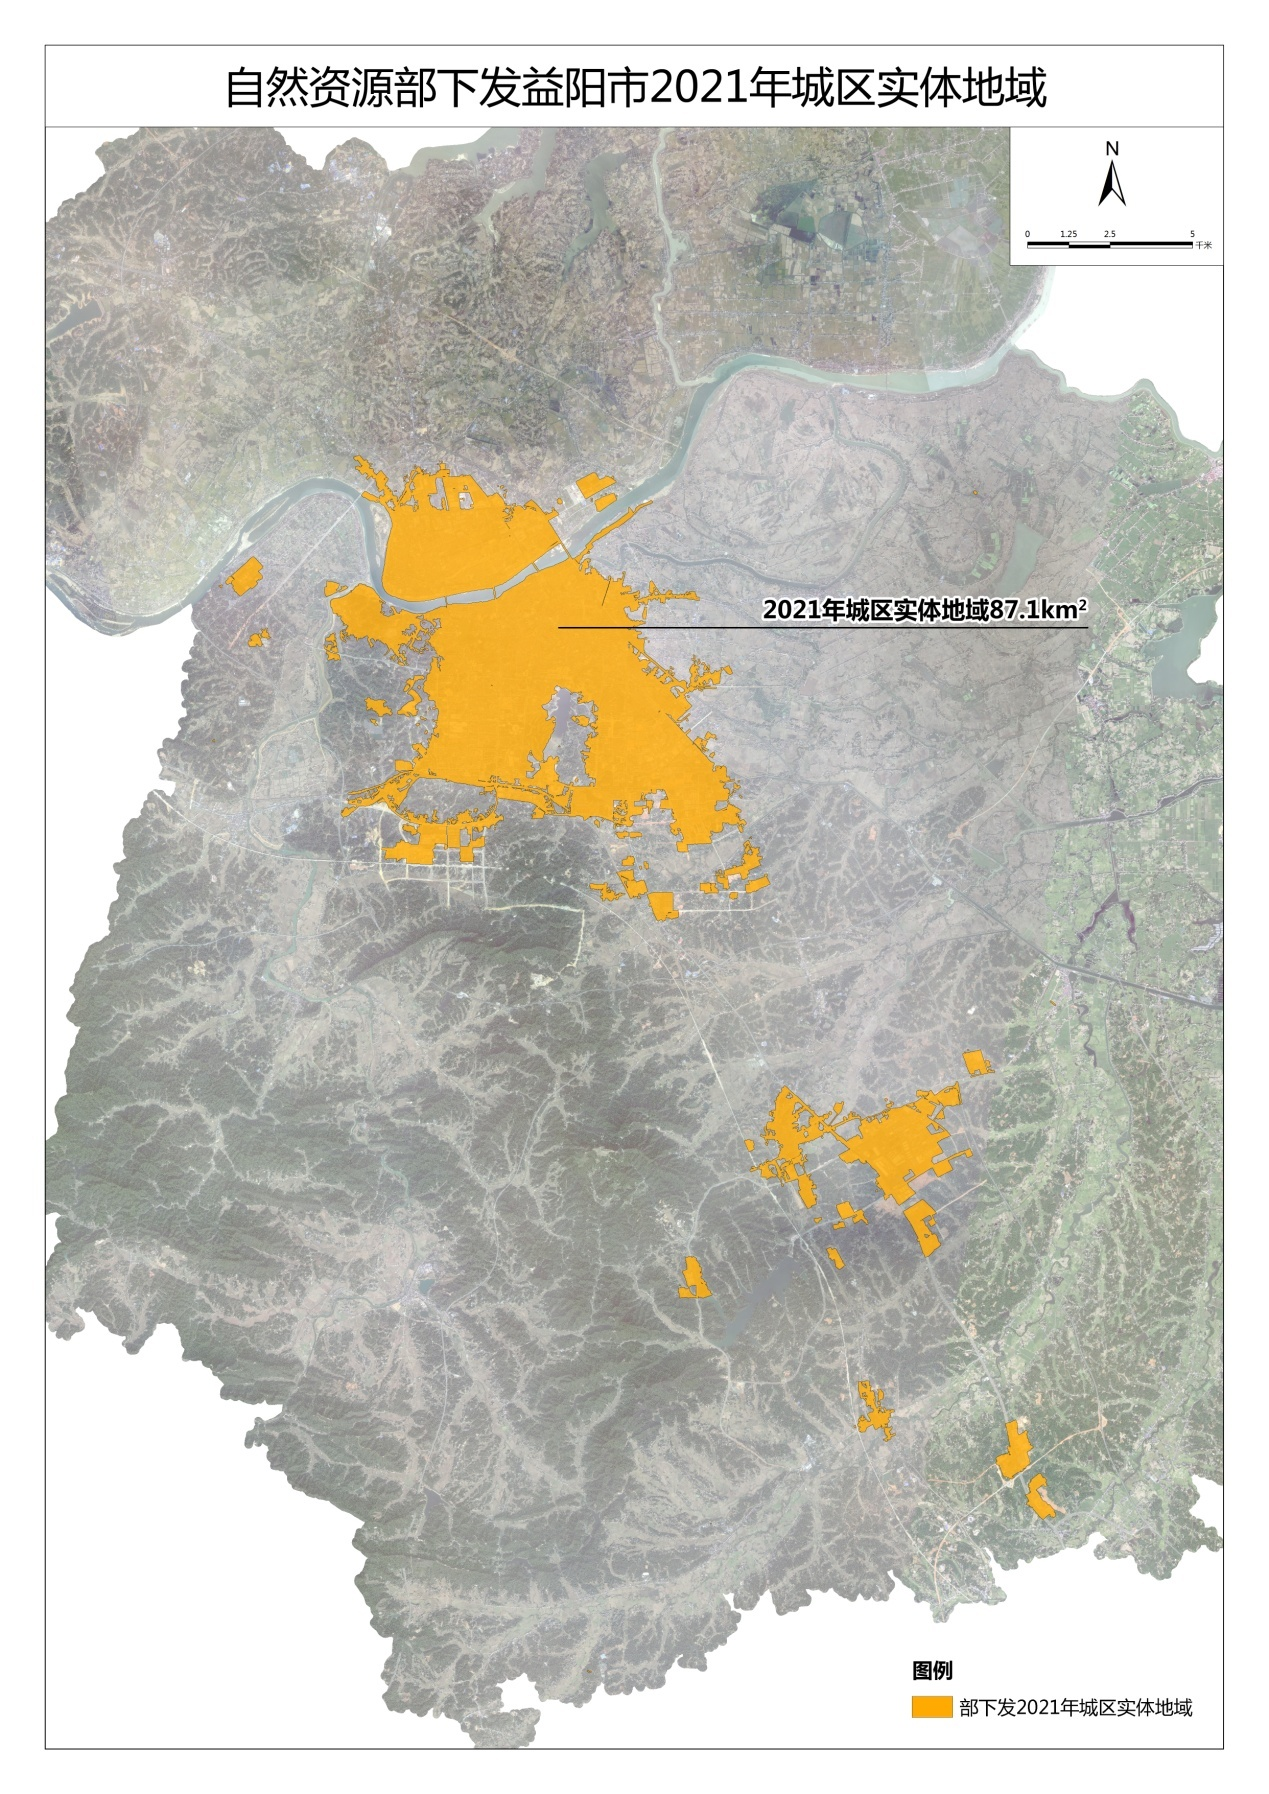 自然资源部下发益阳市2021年城区实体地域
N
0 1.25 2.5 5
千米
2021年城区实体地域87.1km²
图例
部下发2021年城区实体地域